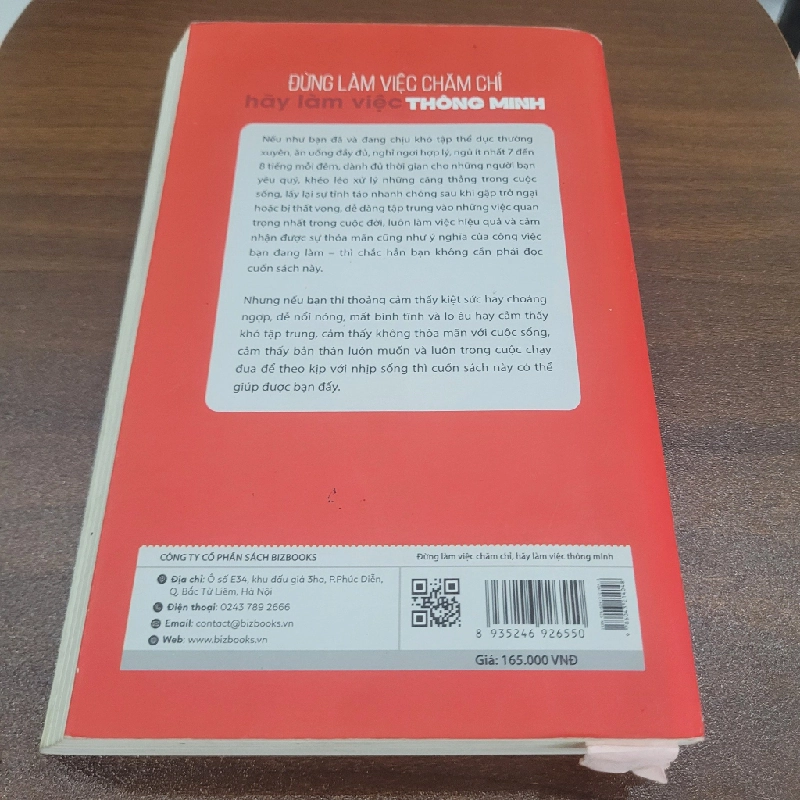 ĐỪNG LÀM VIỆC CHĂM CHỈ
hãy làm việc THÔNG MINH
Nếu như bạn đã và đang chịu khó tập thể dục thường
xuyên, ăn uống đầy đủ, nghỉ ngơi hợp lý, ngủ ít nhất 7 đến
8 tiếng mỗi đêm, dành đủ thời gian cho những người bạn
yêu quý, khéo léo xử lý những căng thẳng trong cuộc
sống, lấy lại sự tỉnh táo nhanh chóng sau khi gặp trở ngại
hoặc bị thất vọng, dễ dàng tập trung vào những việc quan
trọng nhất trong cuộc đời, luôn làm việc hiệu quả và cảm
nhận được sự thỏa mãn cũng như ý nghĩa của công việc
bạn đang làm – thì chắc hẳn bạn không cần phải đọc
cuốn sách này.
Nhưng nếu bạn thi thoảng cảm thấy kiệt sức hay choáng
ngợp, dễ nổi nóng, mất bình tĩnh và lo âu hay cảm thấy
khó tập trung, cảm thấy không thỏa mãn với cuộc sống,
cảm thấy bản thân luôn muốn và luôn trong cuộc chạy
đua để theo kịp với nhịp sống thì cuốn sách này có thể
giúp được bạn đấy.
CÔNG TY CỔ PHẦN SÁCH BIZBOOKS
Đừng làm việc chăm chỉ, hãy làm việc thông minh
Địa chỉ: Ô số E34, khu đấu giá 3ha, P.Phúc Diễn,
Q. Bắc Từ Liêm, Hà Nội
Điện thoại: 0243 789 2666
Email: contact@bizbooks.vn
Web: www.bizbooks.vn
8 935246 926550
Giá: 165.000 VNĐ